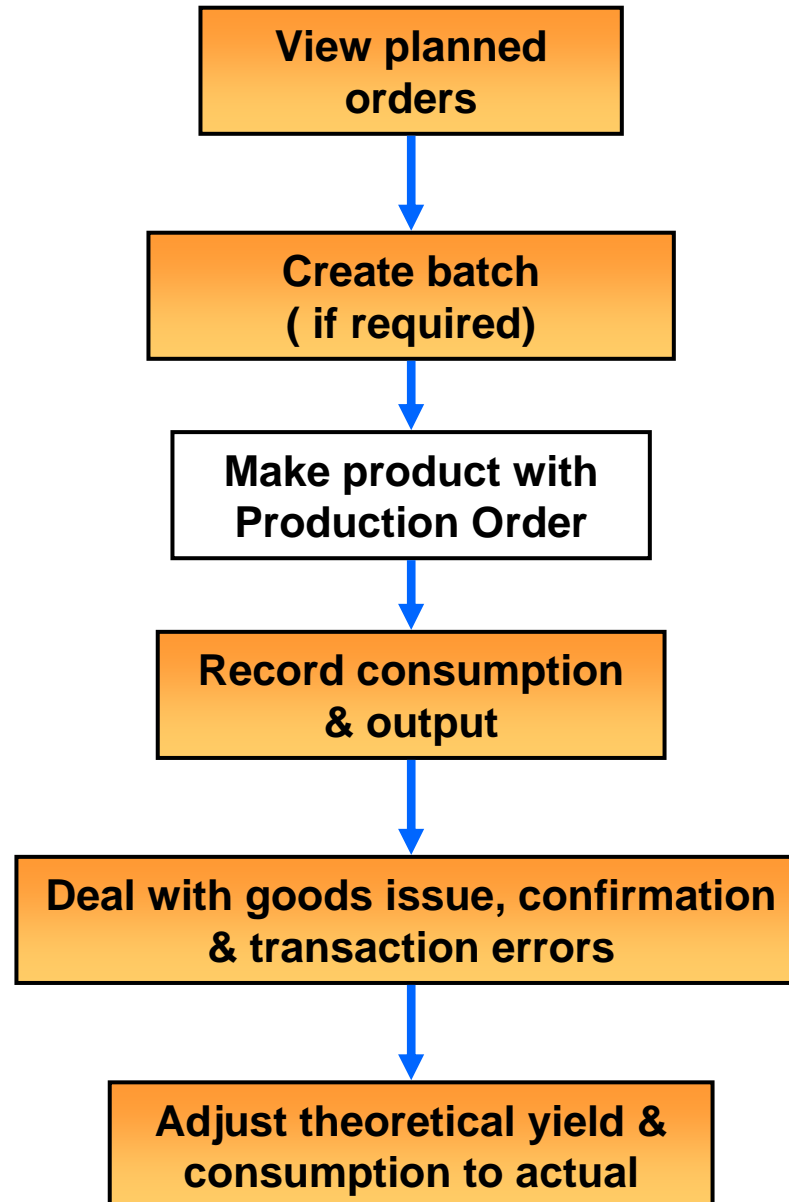 View planned
orders
Create batch
( if required)
Make product with
Production Order
Record consumption
& output
Deal with goods issue, confirmation
& transaction errors
Adjust theoretical yield &
consumption to actual